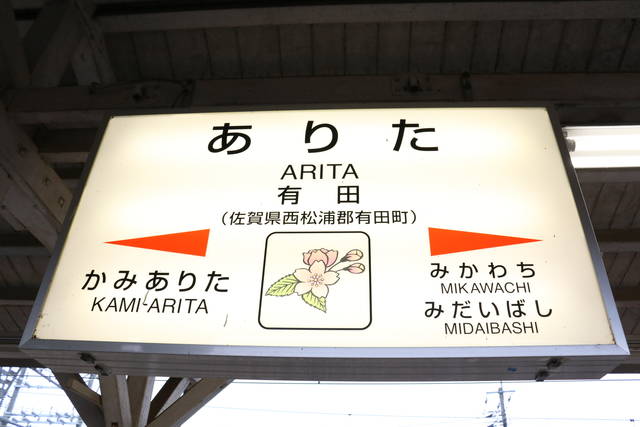 ありた
ARITA
有田
(佐賀県西松浦郡有田町)
かみありた
KAMI-ARITA
みかわち
MIKAWACHI
みだいばし
MIDAIBASHI